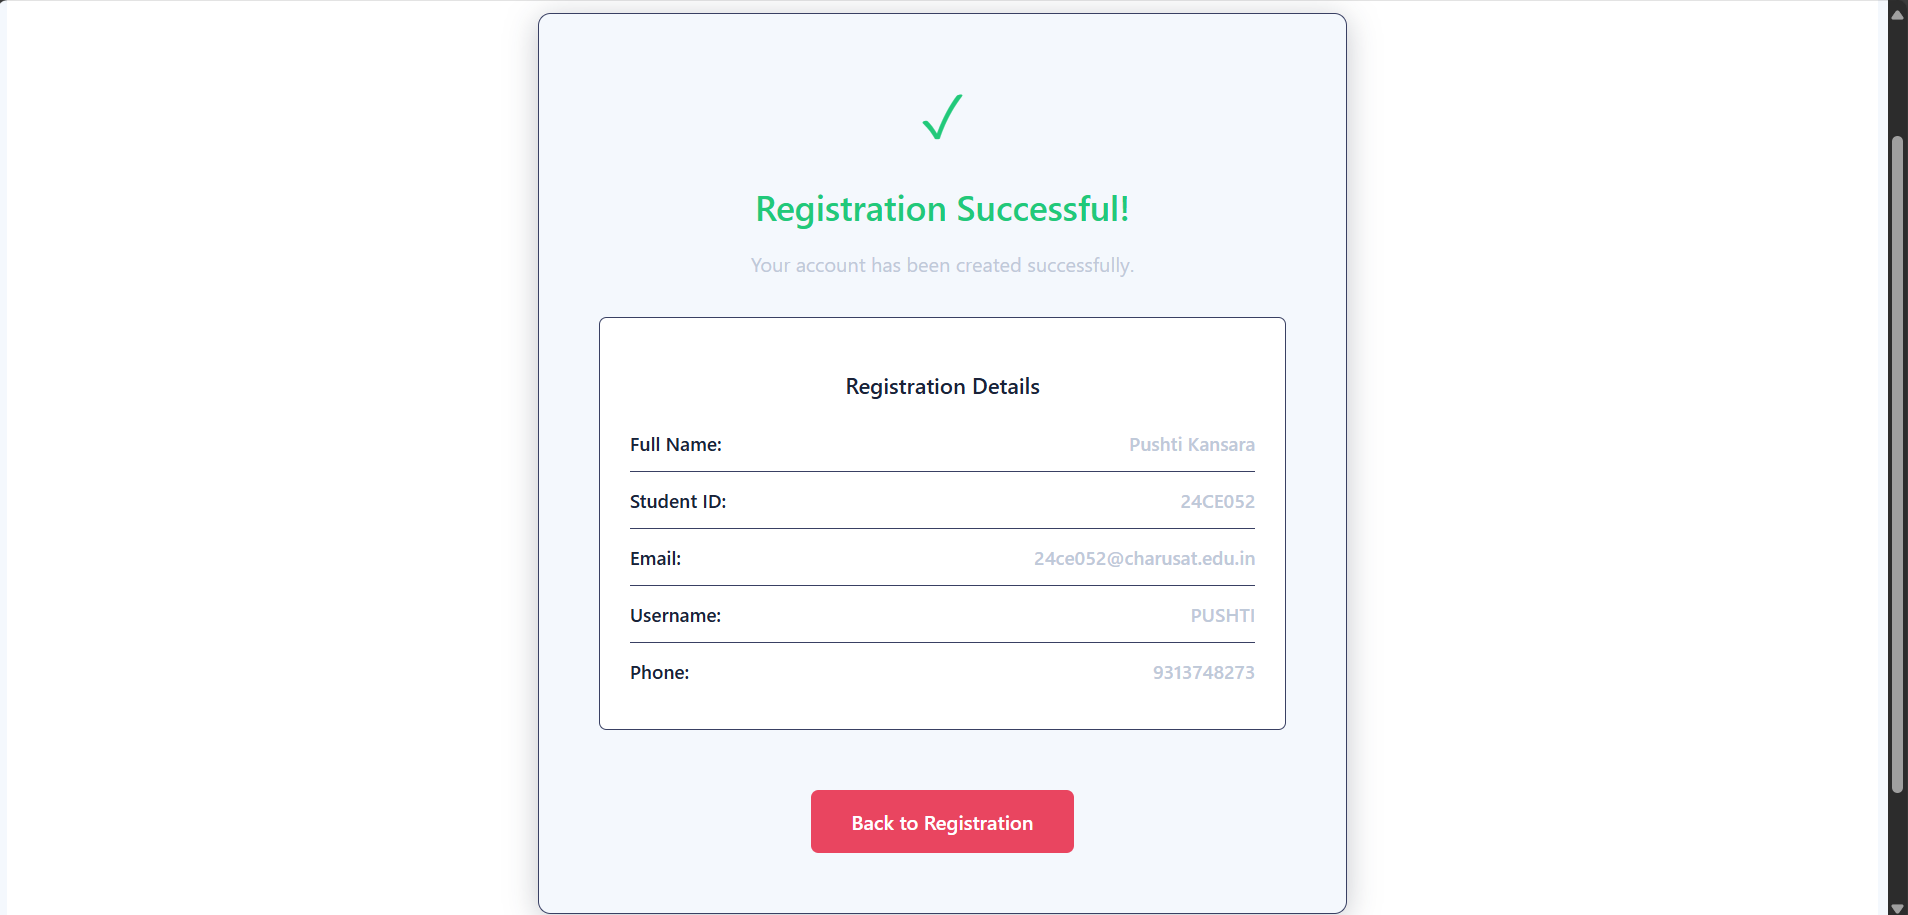 Registration Successful!
Your account has been created successfully.
Registration Details
Full Name: Pushti Kansara
Student ID: 24CE052
Email: 24ce052@charusat.edu.in
Username: PUSHTI
Phone: 9313748273
Back to Registration